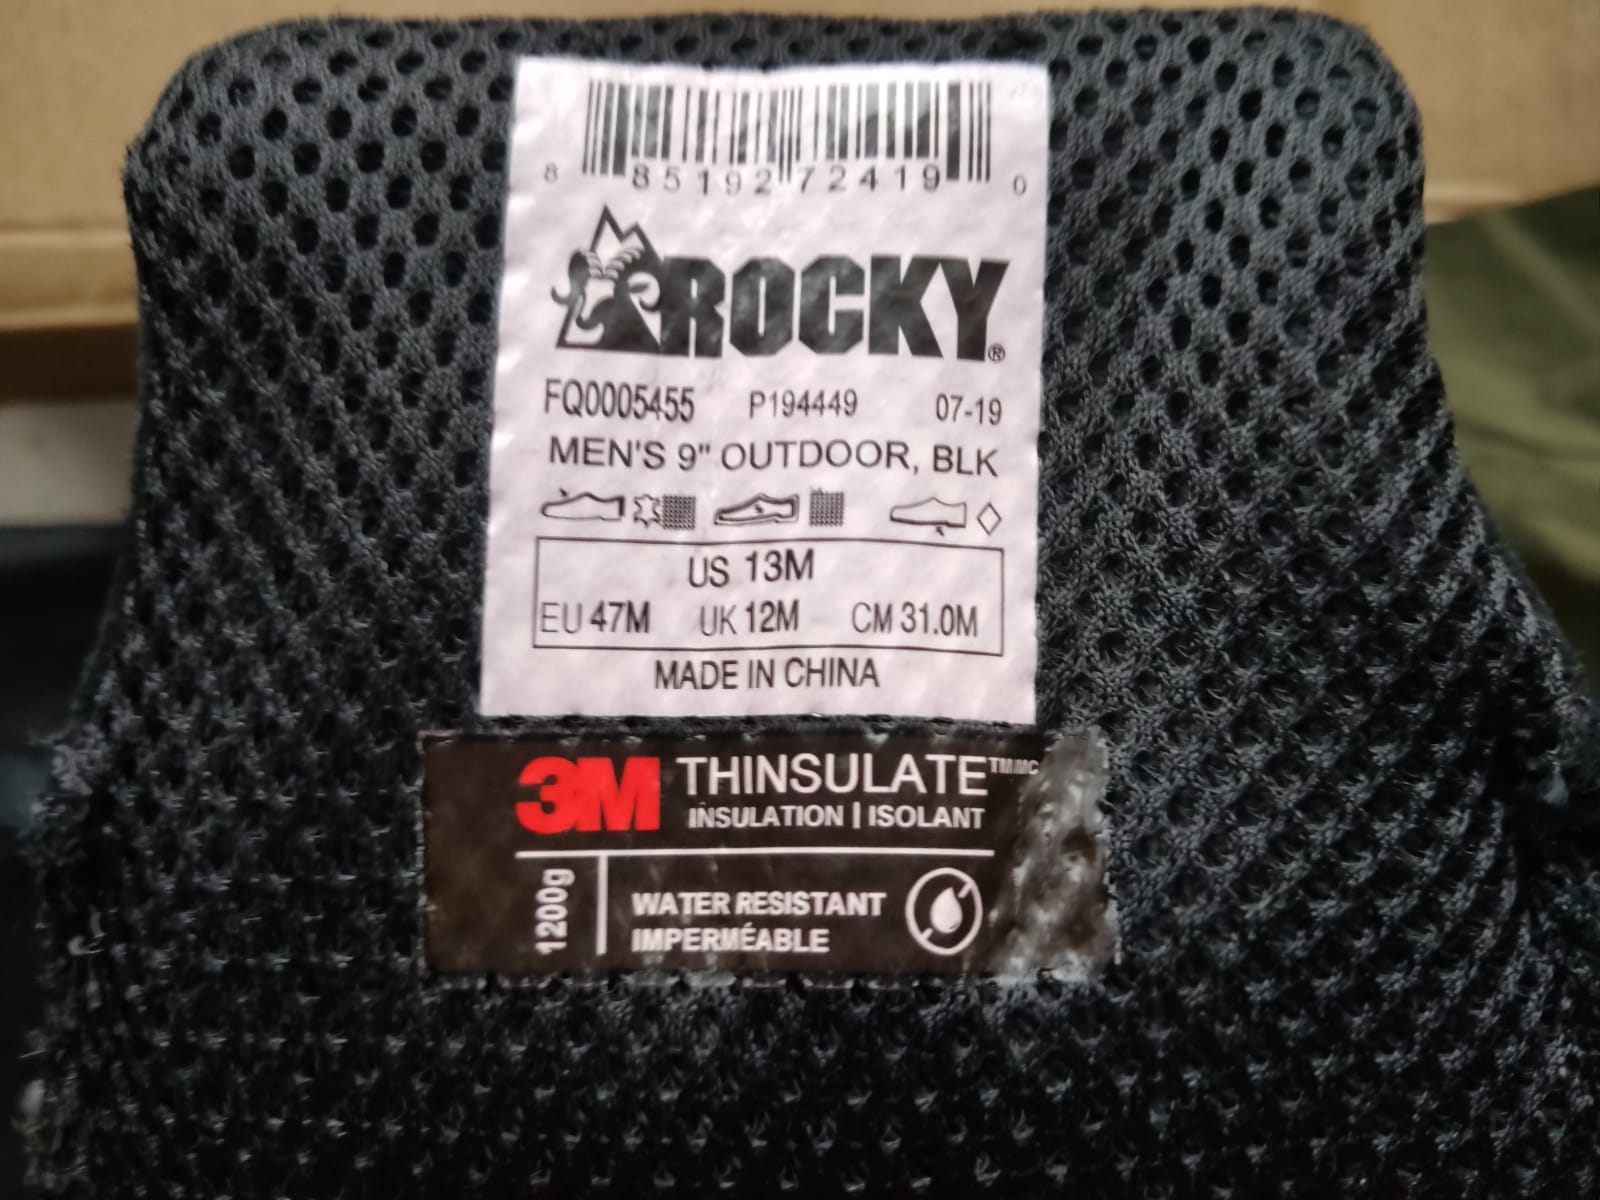 8 85192 72419 0
ROCKY®
FQ0005455 P194449 07-19
MEN'S 9" OUTDOOR, BLK
US 13M
EU 47M UK 12M CM 31.0M
MADE IN CHINA
3M THINSULATE™MC
INSULATION | ISOLANT
1200g
WATER RESISTANT
IMPERMÉABLE